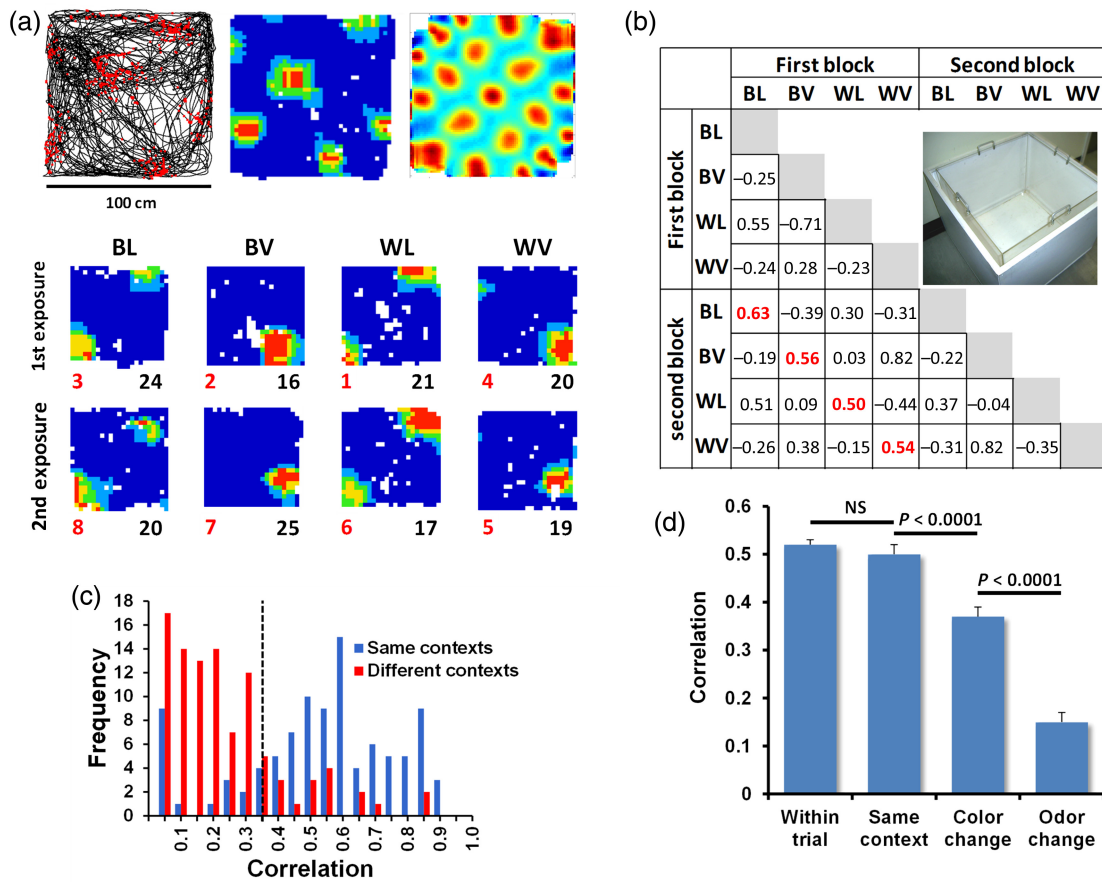 (a)
100 cm
BL BV WL WV
1st exposure
3 24 2 16 1 21 4 20
2nd exposure
8 20 7 25 6 17 5 19
(b)
First block Second block
BL BV WL WV BL BV WL WV
First block
BL
BV –0.25
WL 0.55 –0.71
WV –0.24 0.28 –0.23
second block
BL 0.63 –0.39 0.30 –0.31
BV –0.19 0.56 0.03 0.82 –0.22
WL 0.51 0.09 0.50 –0.44 0.37 –0.04
WV –0.26 0.38 –0.15 0.54 –0.31 0.82 –0.35
(c)
Frequency
18
16
14
12
10
8
6
4
2
0
Same contexts
Different contexts
0.1 0.2 0.3 0.4 0.5 0.6 0.7 0.8 0.9 1.0
Correlation
(d)
Correlation
0.6
0.5
0.4
0.3
0.2
0.1
0
NS
P < 0.0001
P < 0.0001
Within Same Color Odor
trial context change change